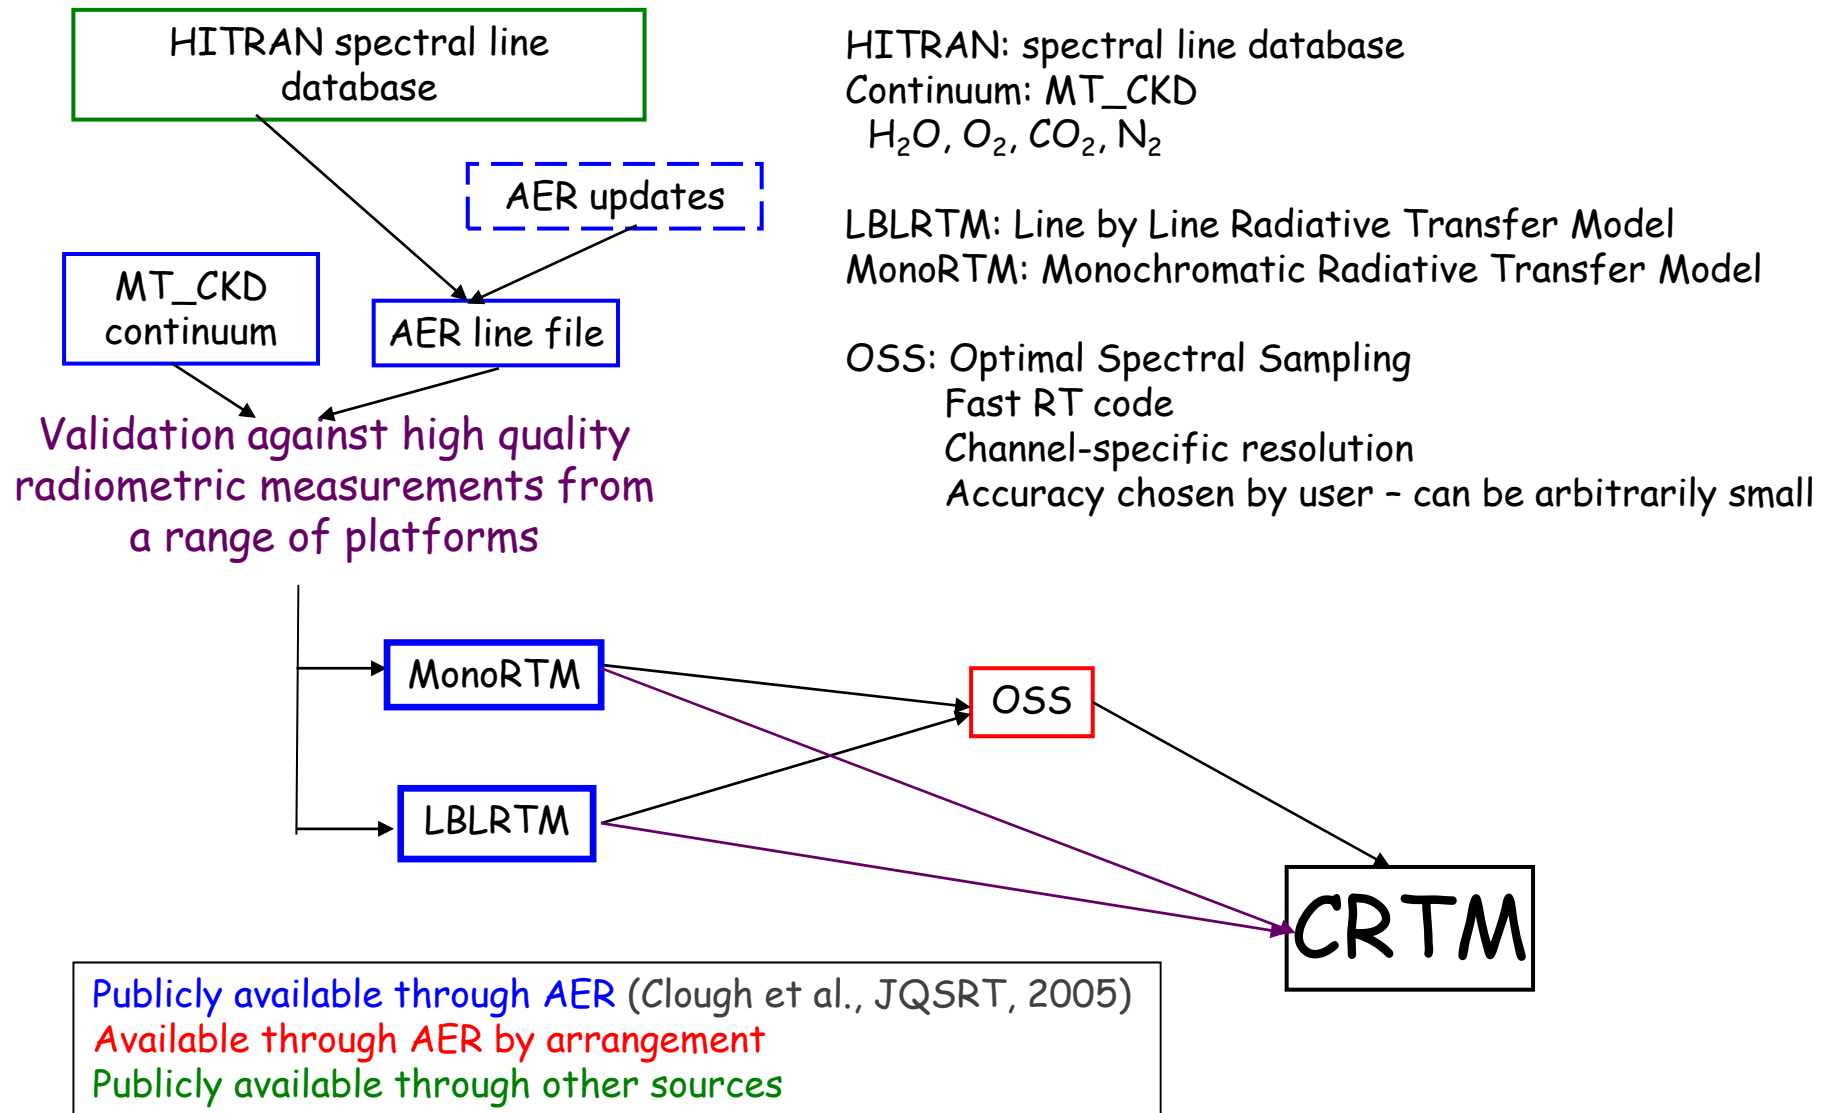 HITRAN spectral line
database
AER updates
MT_CKD
continuum
AER line file
Validation against high quality
radiometric measurements from
a range of platforms
HITRAN: spectral line database
Continuum: MT_CKD
H₂O, O₂, CO₂, N₂
LBLRTM: Line by Line Radiative Transfer Model
MonoRTM: Monochromatic Radiative Transfer Model
OSS: Optimal Spectral Sampling
Fast RT code
Channel-specific resolution
Accuracy chosen by user – can be arbitrarily small
MonoRTM
OSS
LBLRTM
CRTM
Publicly available through AER (Clough et al., JQSRT, 2005)
Available through AER by arrangement
Publicly available through other sources